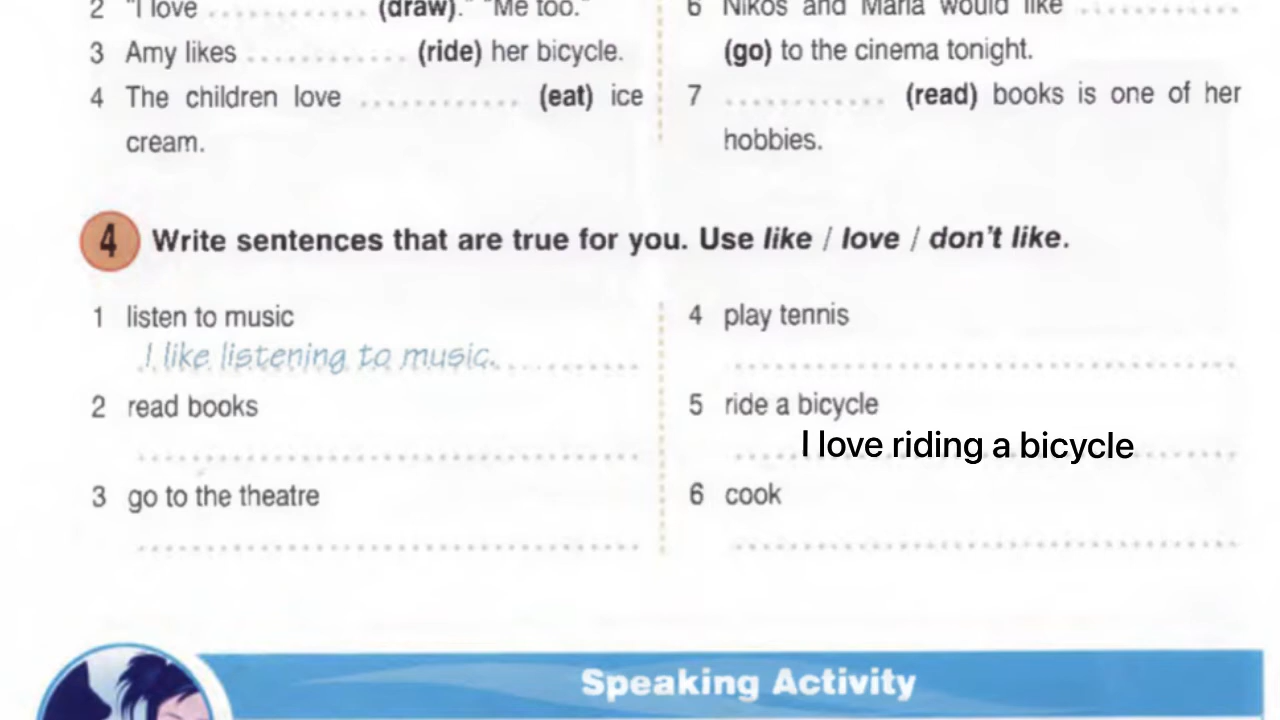 2 "I love ............ (draw)." "Me too."
3 Amy likes ............ (ride) her bicycle.
4 The children love ............ (eat) ice
cream.
6 Nikos and Maria would like ............
(go) to the cinema tonight.
7 ............ (read) books is one of her
hobbies.
4 Write sentences that are true for you. Use like / love / don't like.
1 listen to music
I like listening to music.
2 read books
3 go to the theatre
4 play tennis
5 ride a bicycle
I love riding a bicycle
6 cook
Speaking Activity